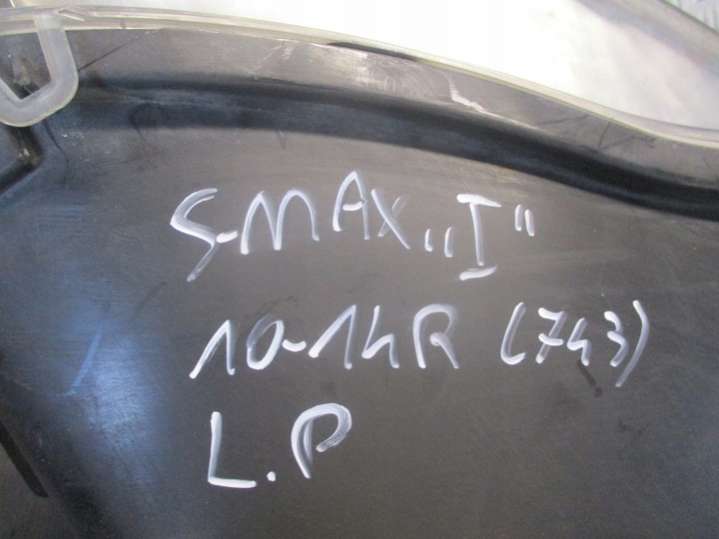 S-MAX „I"
10-14R (743)
L.P